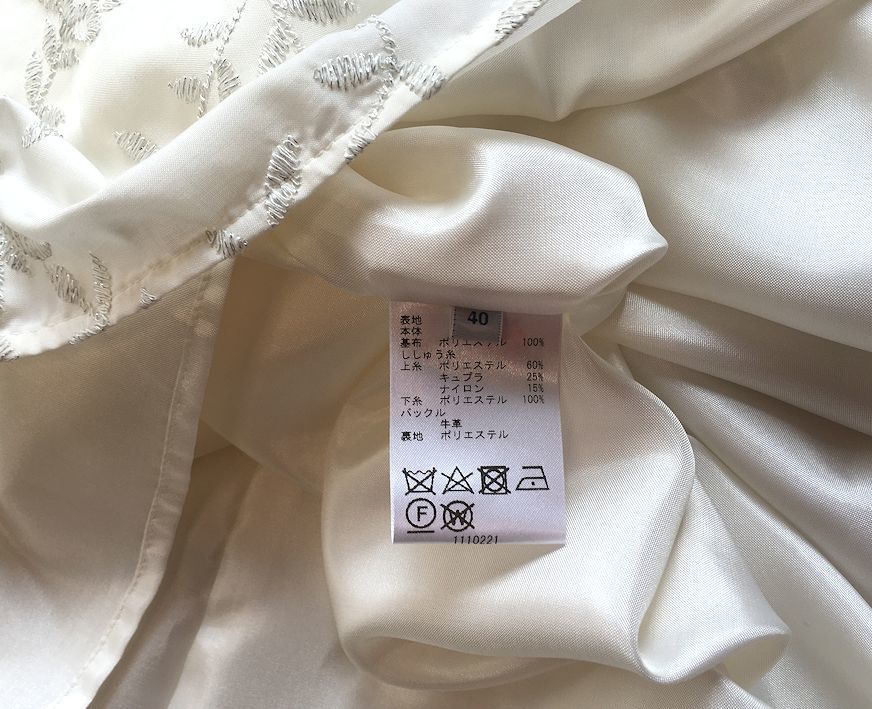 40
表地
本体
基布 ポリエステル 100%
ししゅう糸
上糸 ポリエステル 60%
キュプラ 25%
ナイロン 15%
下糸 ポリエステル 100%
バックル
牛革
裏地 ポリエステル
F W
1110221